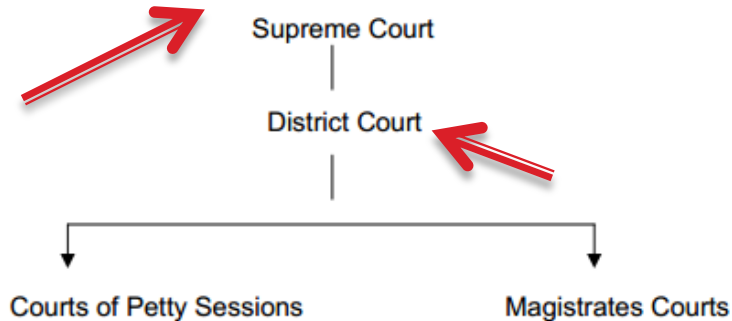 Supreme Court
District Court
Courts of Petty Sessions
Magistrates Courts